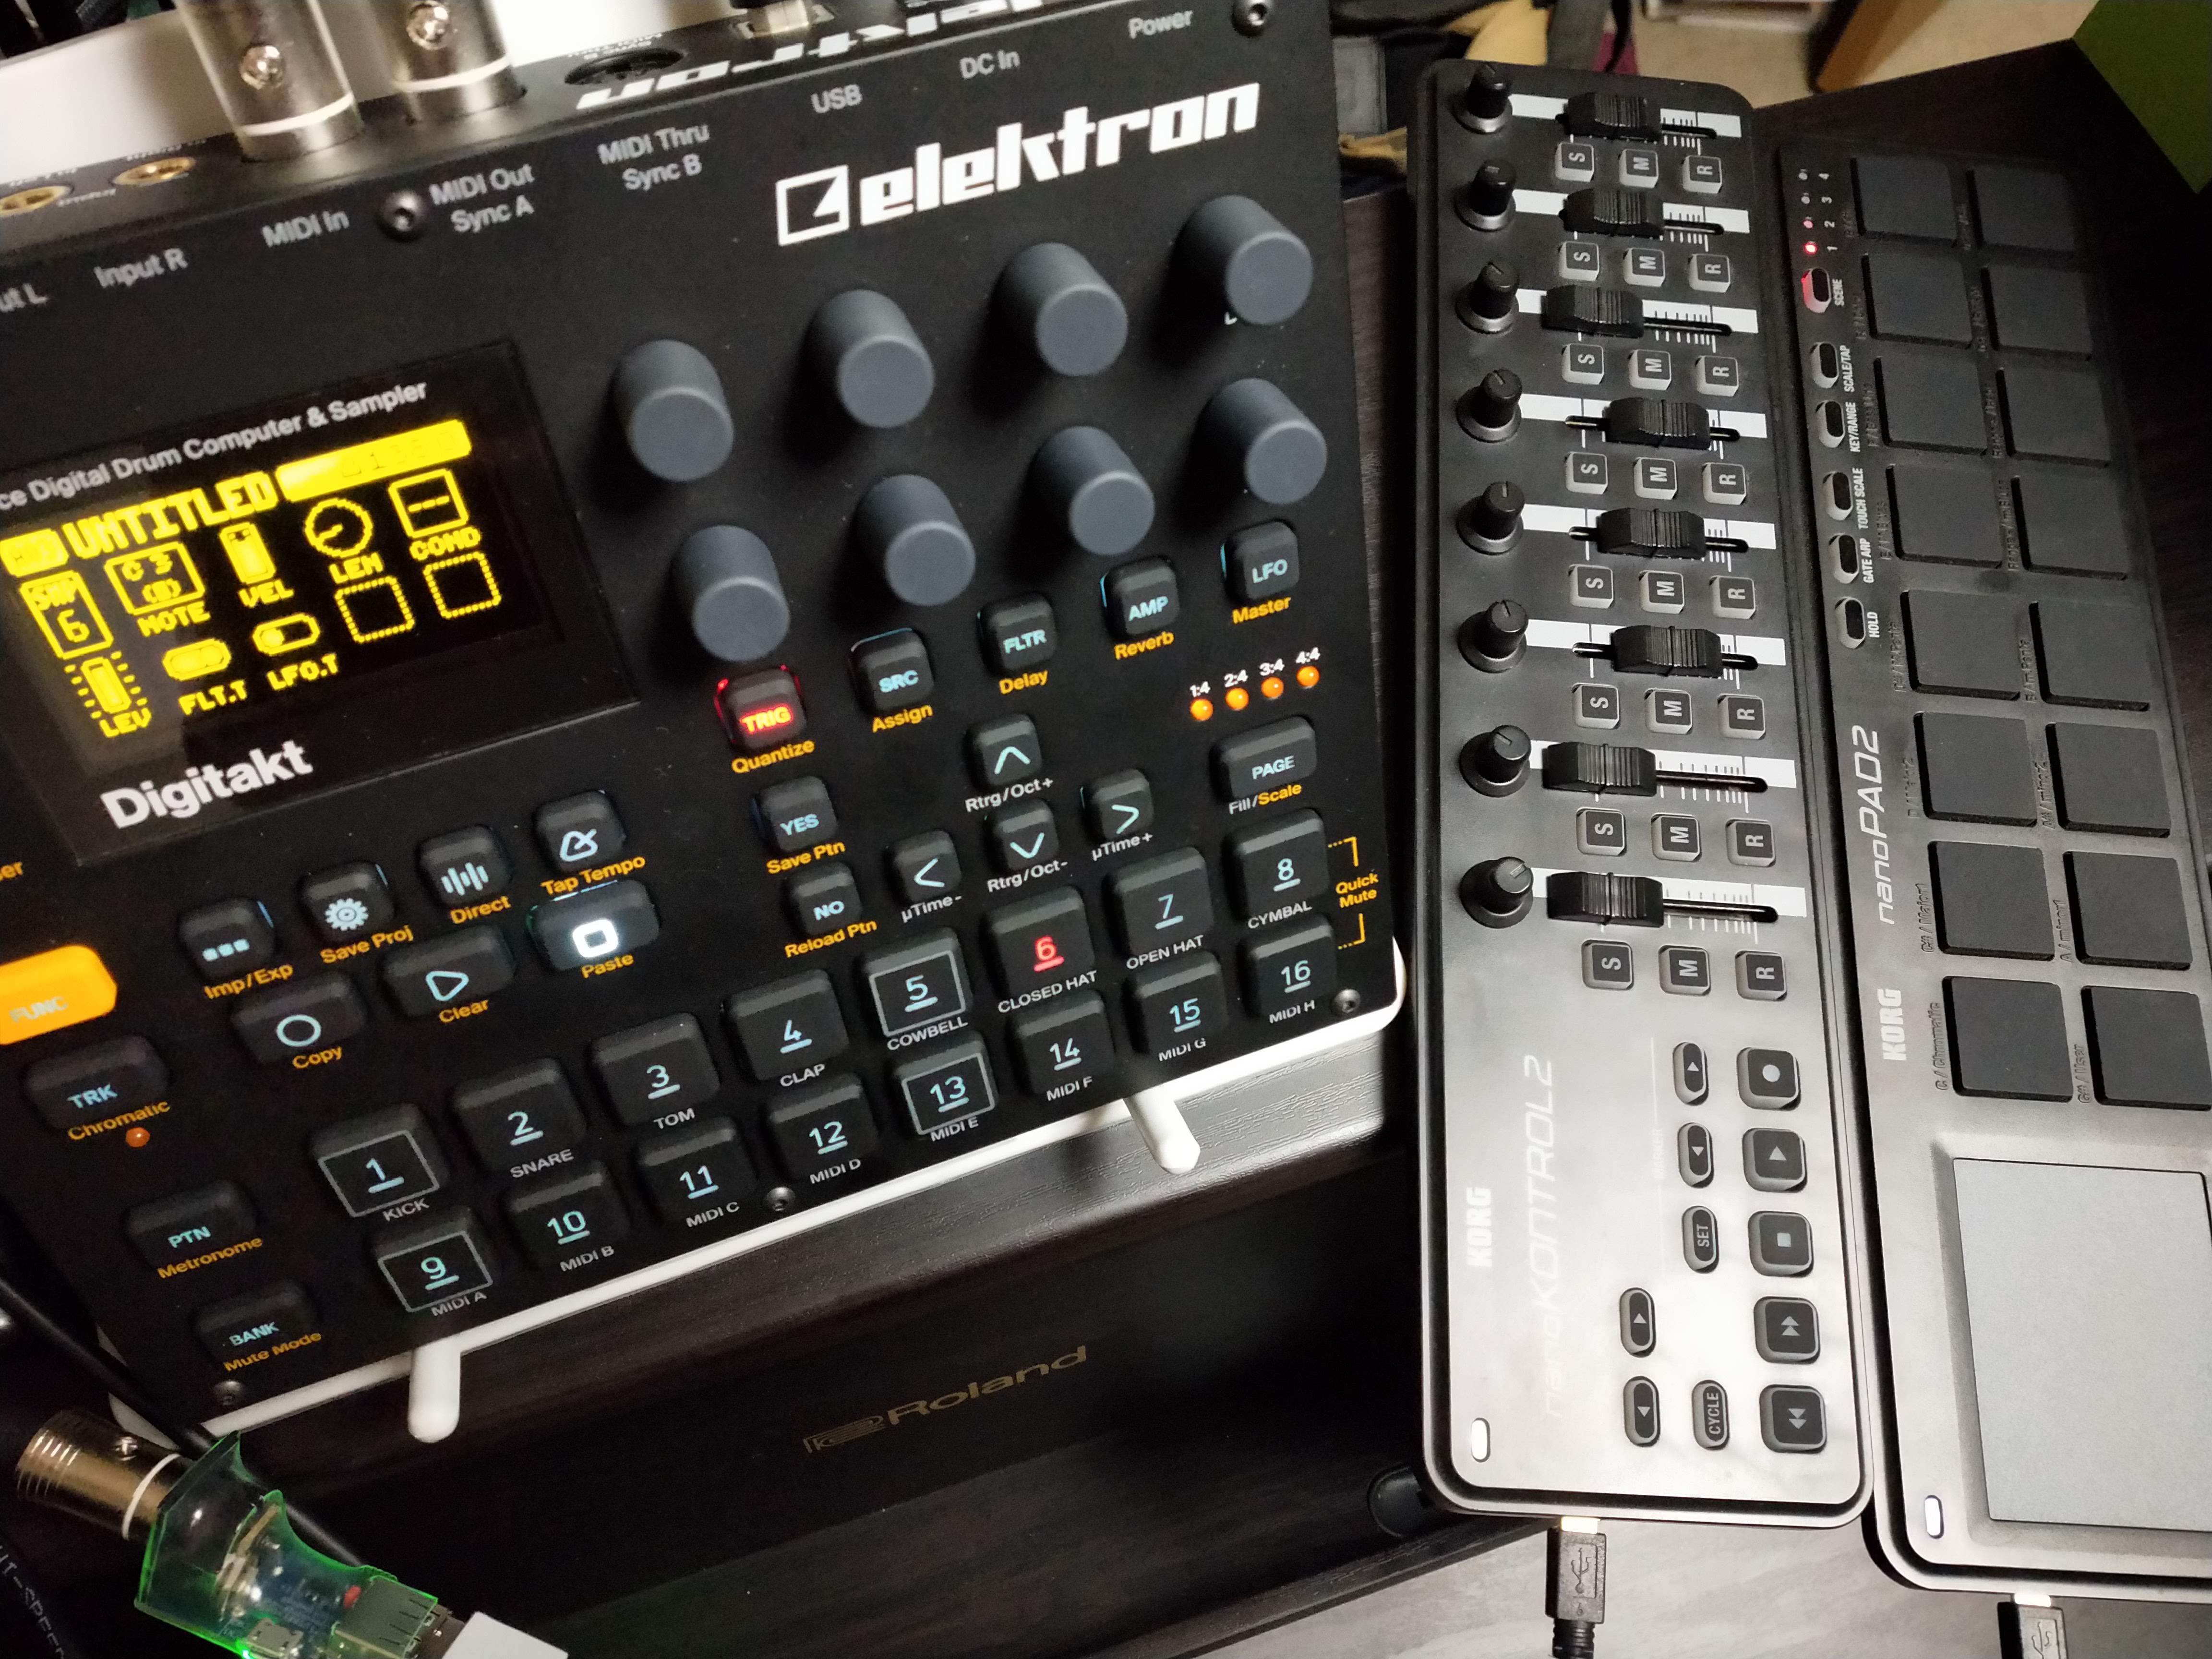 Power
DC In
USB
MIDI Thru
Sync B
MIDI Out
Sync A
MIDI In
Input R
elektron
Digital Drum Computer & Sampler
UNTITLED
NOTE
VEL
LEN
COND
6
LEV
FLT.T
LFO.T
Digitakt
TRIG
Quantize
SRC
Assign
FLTR
Delay
AMP
Reverb
LFO
Master
1:4
2:4
3:4
4:4
PAGE
Fill/Scale
Rtrg/Oct+
Rtrg/Oct-
µTime-
µTime+
YES
Save Ptn
NO
Reload Ptn
Tap Tempo
Direct
Save Proj
Imp/Exp
Copy
Clear
Paste
FUNC
TRK
Chromatic
PTN
Metronome
BANK
Mute Mode
1
KICK
2
SNARE
3
TOM
4
CLAP
5
COWBELL
6
CLOSED HAT
7
OPEN HAT
8
CYMBAL
Quick
Mute
9
MIDI A
10
MIDI B
11
MIDI C
12
MIDI D
13
MIDI E
14
MIDI F
15
MIDI G
16
MIDI H
Roland
S
M
R
S
M
R
S
M
R
S
M
R
S
M
R
S
M
R
S
M
R
S
M
R
KORG
nanoKONTROL2
SET
CYCLE
1
2
3
4
SCENE
SCALE/TAP
KEY/RANGE
TOUCH SCALE
GATE ARP
HOLD
nanoPAD2
KORG
C / Chromatic